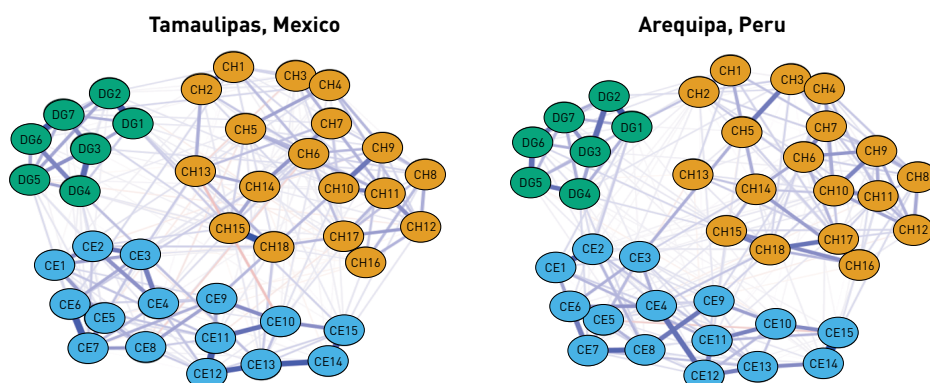 Tamaulipas, Mexico
CH1
CH3
CH4
CH2
DG2
DG7
DG1
DG6
DG3
DG5
DG4
CH5
CH7
CH6
CH9
CH13
CH14
CH10
CH11
CH8
CH15
CH18
CH17
CH12
CH16
CE2
CE1
CE3
CE6
CE5
CE4
CE9
CE7
CE8
CE11
CE10
CE15
CE12
CE13
CE14
Arequipa, Peru
CH1
CH3
CH4
CH2
DG2
DG7
DG1
DG6
DG3
DG5
DG4
CH5
CH7
CH6
CH9
CH13
CH14
CH10
CH11
CH8
CH15
CH18
CH17
CH12
CH16
CE2
CE1
CE3
CE6
CE5
CE4
CE9
CE7
CE8
CE11
CE10
CE15
CE12
CE13
CE14